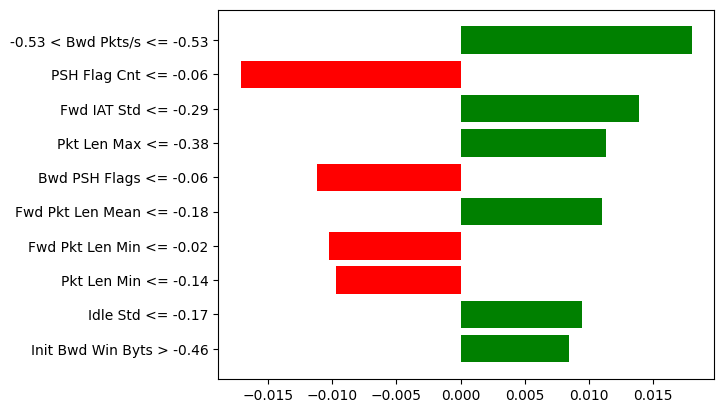 -0.53 < Bwd Pkts/s <= -0.53
PSH Flag Cnt <= -0.06
Fwd IAT Std <= -0.29
Pkt Len Max <= -0.38
Bwd PSH Flags <= -0.06
Fwd Pkt Len Mean <= -0.18
Fwd Pkt Len Min <= -0.02
Pkt Len Min <= -0.14
Idle Std <= -0.17
Init Bwd Win Byts > -0.46
−0.015 −0.010 −0.005 0.000 0.005 0.010 0.015